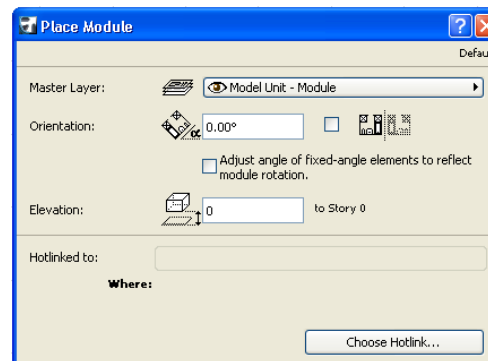 Place Module
Defau
Master Layer:
Model Unit - Module
Orientation:
α
0.00°
Adjust angle of fixed-angle elements to reflect
module rotation.
Elevation:
0
to Story 0
Hotlinked to:
Where:
Choose Hotlink...